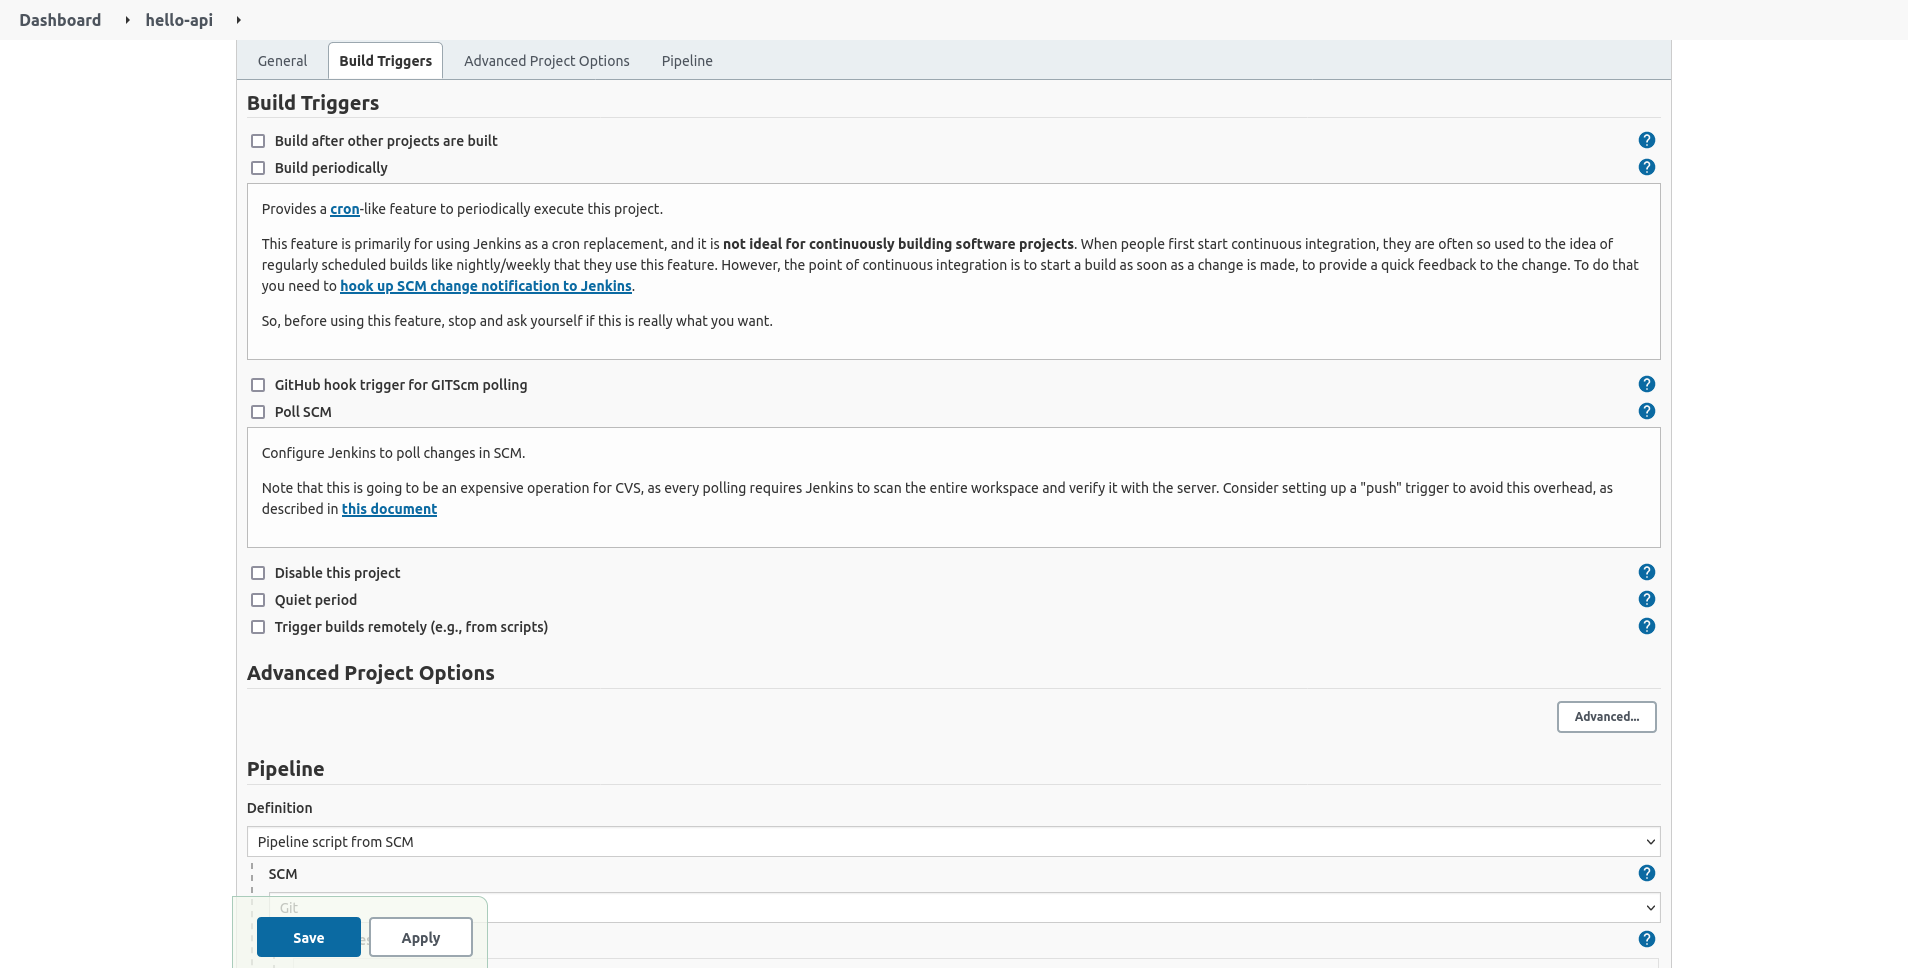 Dashboard hello-api
General Build Triggers Advanced Project Options Pipeline
Build Triggers
Build after other projects are built ?
Build periodically ?
Provides a cron-like feature to periodically execute this project.
This feature is primarily for using Jenkins as a cron replacement, and it is not ideal for continuously building software projects. When people first start continuous integration, they are often so used to the idea of
regularly scheduled builds like nightly/weekly that they use this feature. However, the point of continuous integration is to start a build as soon as a change is made, to provide a quick feedback to the change. To do that
you need to hook up SCM change notification to Jenkins.
So, before using this feature, stop and ask yourself if this is really what you want.
GitHub hook trigger for GITScm polling ?
Poll SCM ?
Configure Jenkins to poll changes in SCM.
Note that this is going to be an expensive operation for CVS, as every polling requires Jenkins to scan the entire workspace and verify it with the server. Consider setting up a "push" trigger to avoid this overhead, as
described in this document
Disable this project ?
Quiet period ?
Trigger builds remotely (e.g., from scripts) ?
Advanced Project Options
Advanced...
Pipeline
Definition
Pipeline script from SCM
SCM ?
Git
Save Apply ?